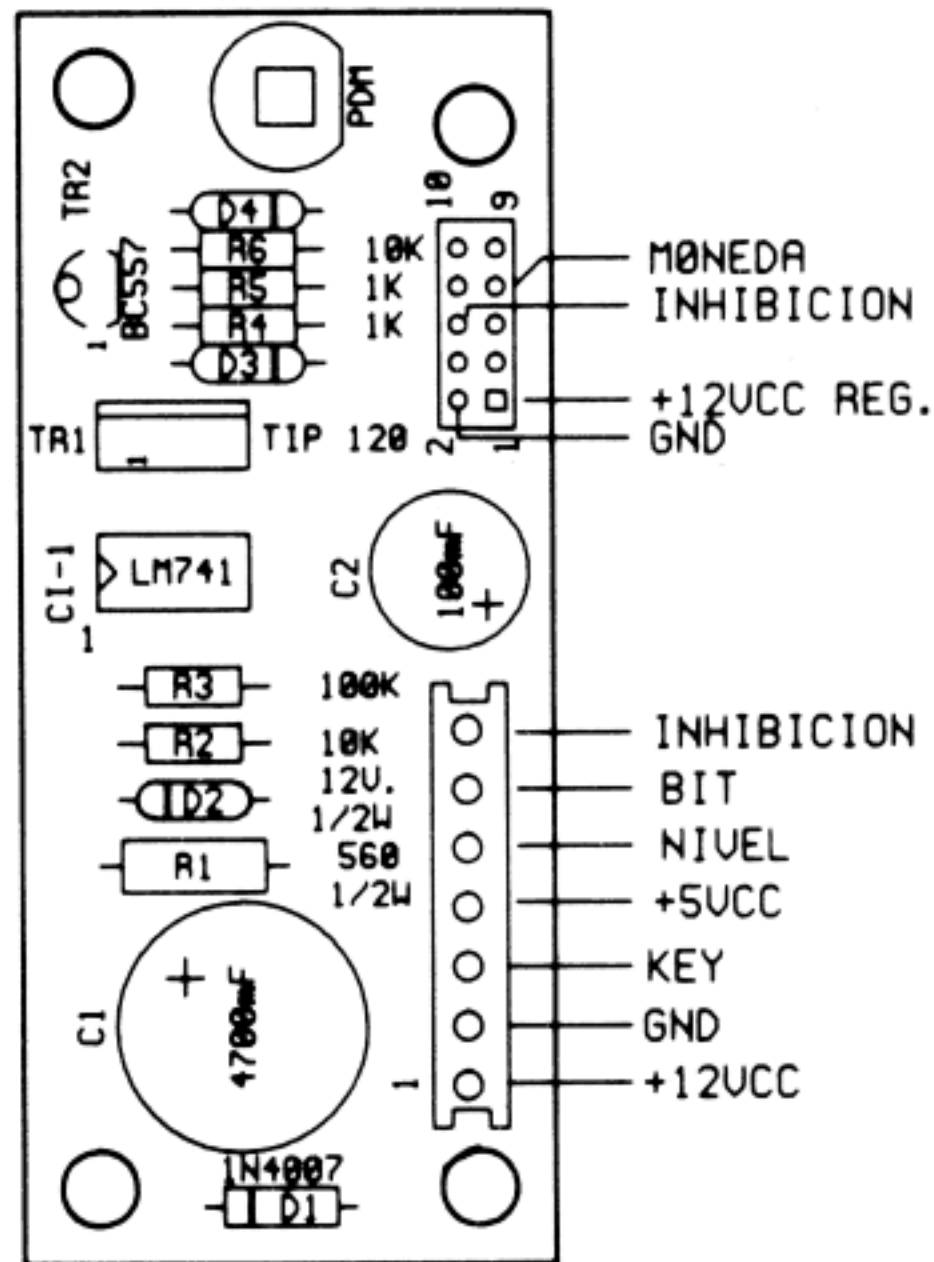 PDM
TR2
10
9
D4
R6 10K
R5 1K
R4 1K
D3
BC557
1
MØNEDA
INHIBICION
+12VCC REG.
GND
2
1
TR1
1
TIP 120
CI-1
LM741
1
C2
100mF
+
R3 100K
R2 10K
D2 12V.
1/2W
R1 560
1/2W
INHIBICION
BIT
NIVEL
+5VCC
KEY
GND
+12VCC
1
C1
+
4700mF
1N4007
D1